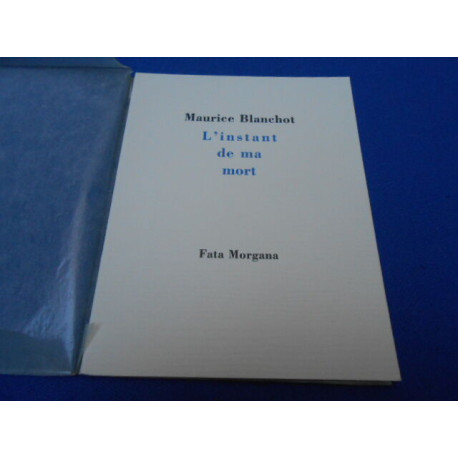 Maurice Blanchot
L'instant
de ma
mort
Fata Morgana